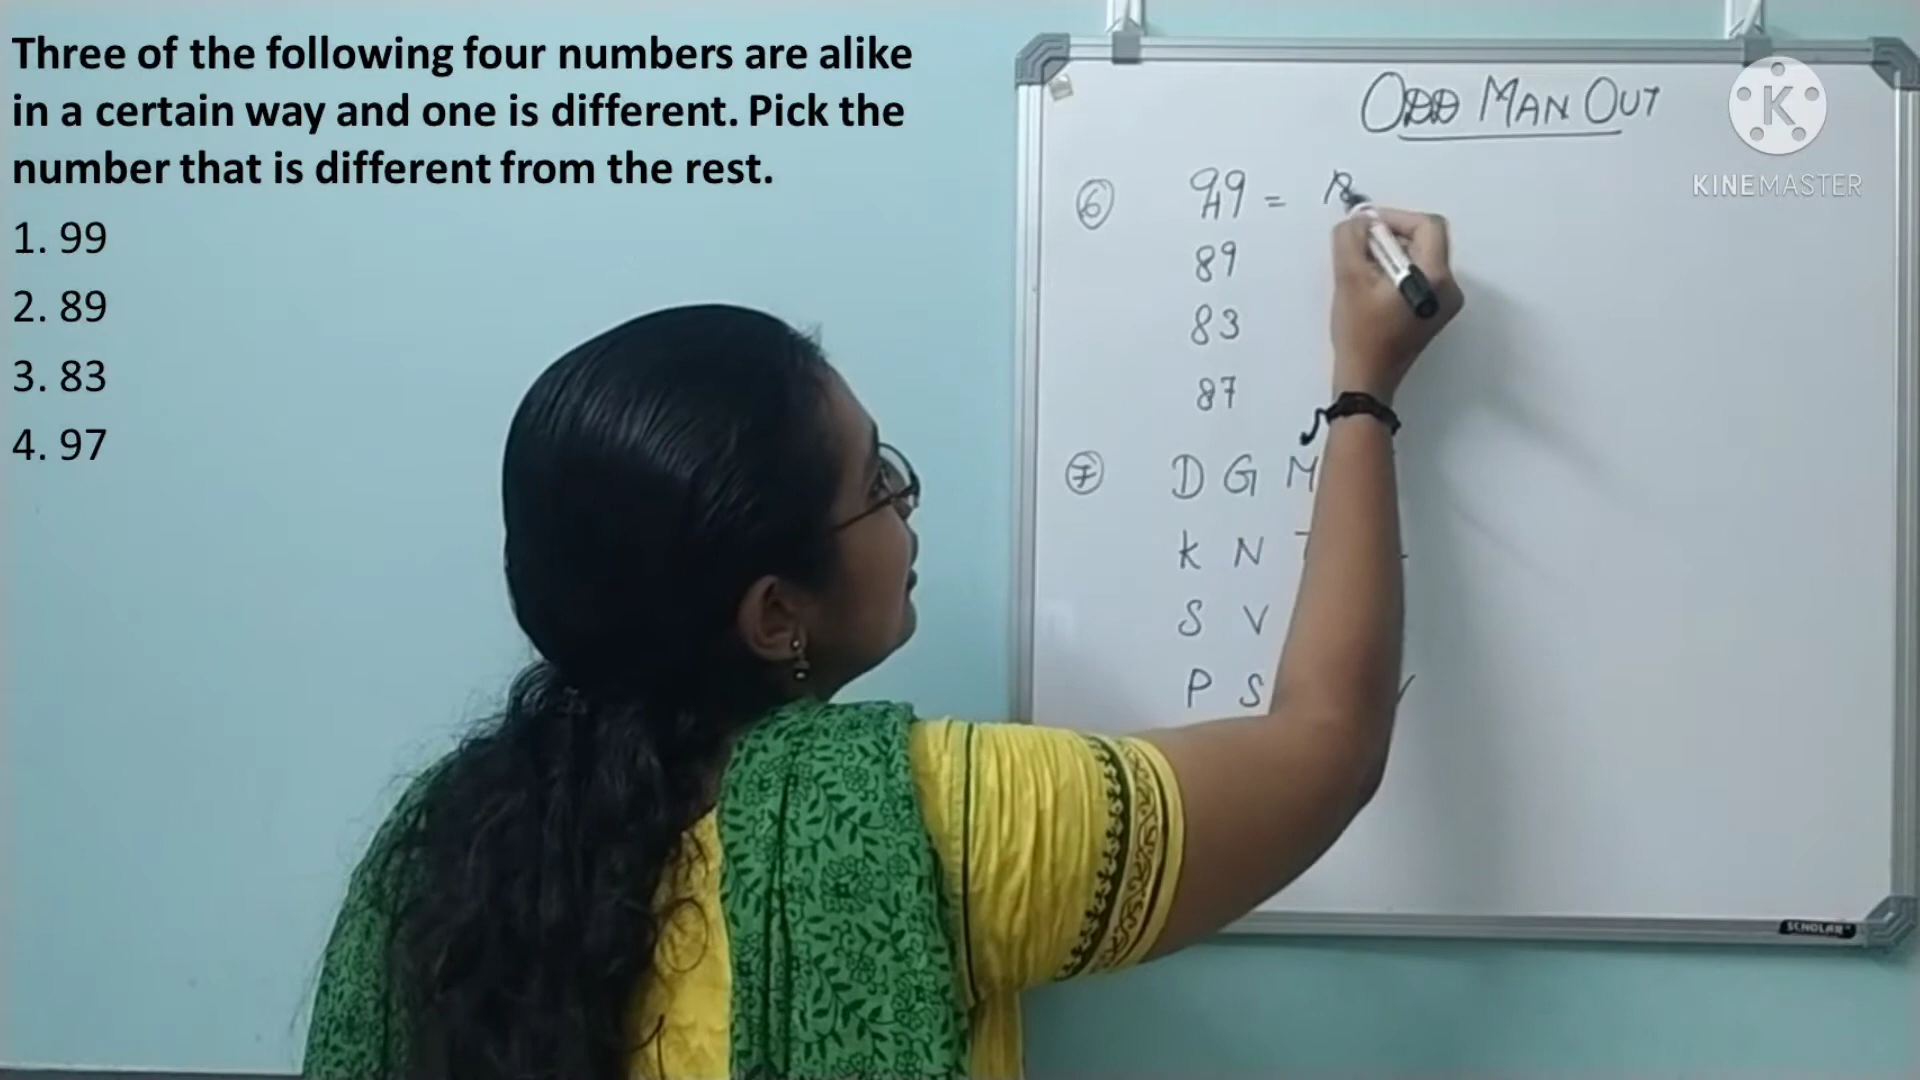 Three of the following four numbers are alike
in a certain way and one is different. Pick the
number that is different from the rest.
1. 99
2. 89
3. 83
4. 97
ODD MAN OUT
K
KINEMASTER
6 99 =
89
83
87
7 D G M
K N
S V
P S
SCHOLAR